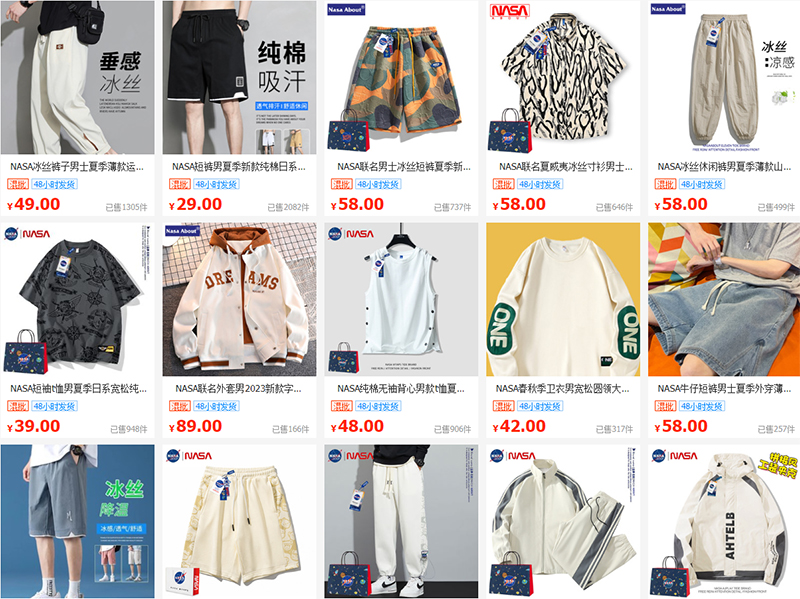 垂感
冰丝
纯棉
吸汗
透气排汗|舒适休闲
Nasa About
NASA
Nasa About
冰丝
凉感
NASA冰丝裤子男士夏季薄款运...
NASA短裤男夏季新款纯棉日系...
NASA联名男士冰丝短裤夏季新...
NASA联名夏威夷冰丝寸衫男士...
NASA冰丝休闲裤男夏季薄款山...
混批 48小时发货
混批 48小时发货
混批 48小时发货
混批 48小时发货
混批 48小时发货
¥49.00 已售1305件
¥29.00 已售2082件
¥58.00 已售737件
¥58.00 已售646件
¥58.00 已售499件
NASA
Nasa About
DREAMS
NASA
ONE
ONE
NASA短袖t恤男夏季日系宽松纯...
NASA联名外套男2023新款字...
NASA纯棉无袖背心男款t恤夏...
NASA春秋季卫衣男宽松圆领大...
NASA牛仔短裤男士夏季外穿薄...
混批 48小时发货
混批 48小时发货
混批 48小时发货
混批 48小时发货
混批 48小时发货
¥39.00 已售948件
¥89.00 已售166件
¥48.00 已售906件
¥42.00 已售317件
¥58.00 已售257件
冰丝
降温
冰感/透气/舒适
NASA
NASA
NASA
NASA
AHTELB